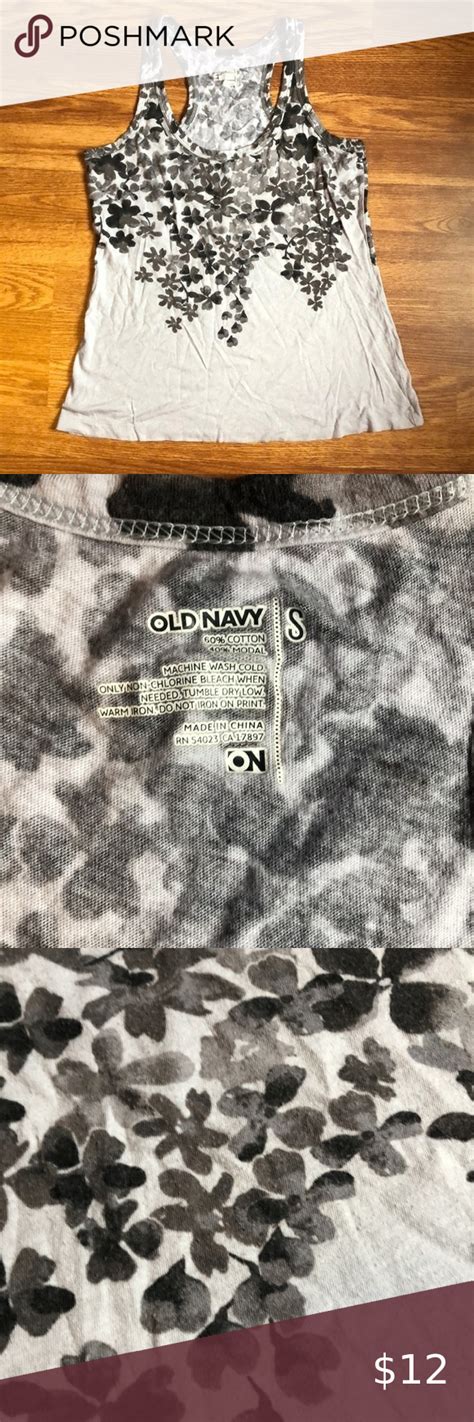 POSHMARK
OLD NAVY S
60% COTTON
40% MODAL
MACHINE WASH COLD.
ONLY NON-CHLORINE BLEACH WHEN
NEEDED. TUMBLE DRY LOW.
WARM IRON. DO NOT IRON ON PRINT.
MADE IN CHINA
RN 54023 CA 17897
ON
$12